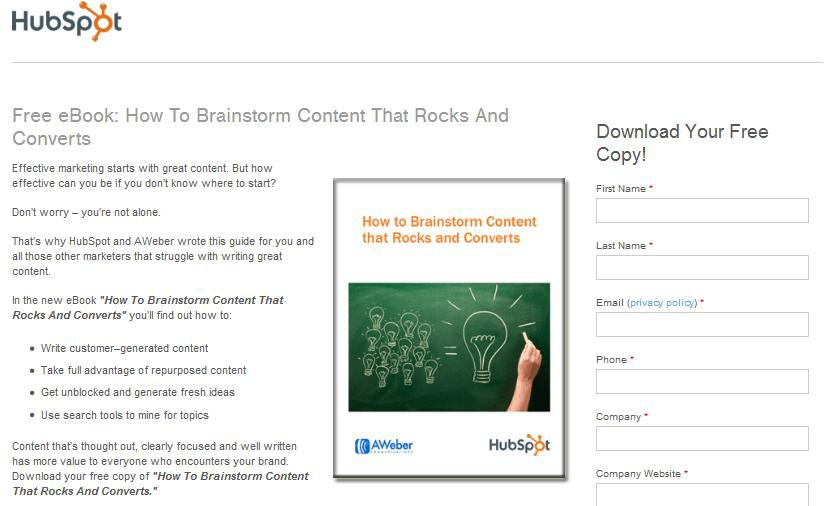 HubSpot
Free eBook: How To Brainstorm Content That Rocks And
Converts
Effective marketing starts with great content. But how
effective can you be if you don't know where to start?
Don't worry – you're not alone.
That's why HubSpot and AWeber wrote this guide for you and
all those other marketers that struggle with writing great
content.
In the new eBook "How To Brainstorm Content That
Rocks And Converts" you'll find out how to:
• Write customer–generated content
• Take full advantage of repurposed content
• Get unblocked and generate fresh ideas
• Use search tools to mine for topics
Content that's thought out, clearly focused and well written
has more value to everyone who encounters your brand.
Download your free copy of "How To Brainstorm Content
That Rocks And Converts."
How to Brainstorm Content
that Rocks and Converts
AWeber
COMMUNICATIONS
HubSpot
Download Your Free
Copy!
First Name *
Last Name *
Email (privacy policy) *
Phone *
Company *
Company Website *